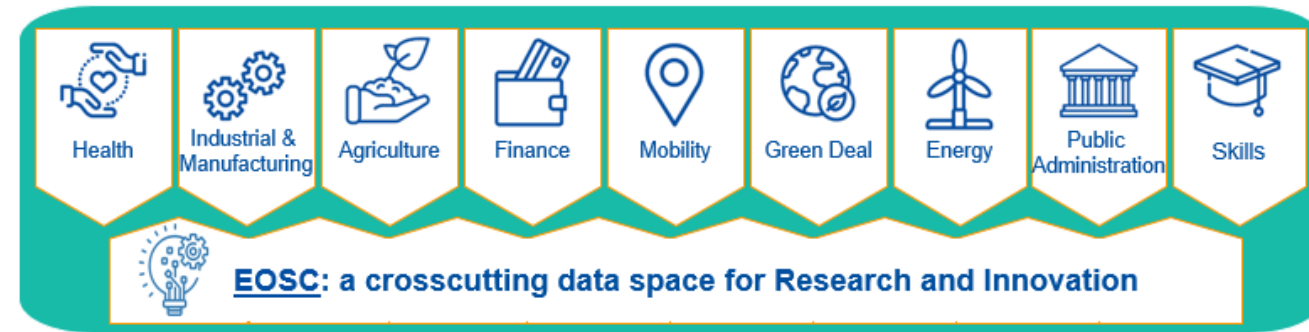 Health
Industrial &
Manufacturing
Agriculture
Finance
Mobility
Green Deal
Energy
Public
Administration
Skills
EOSC: a crosscutting data space for Research and Innovation